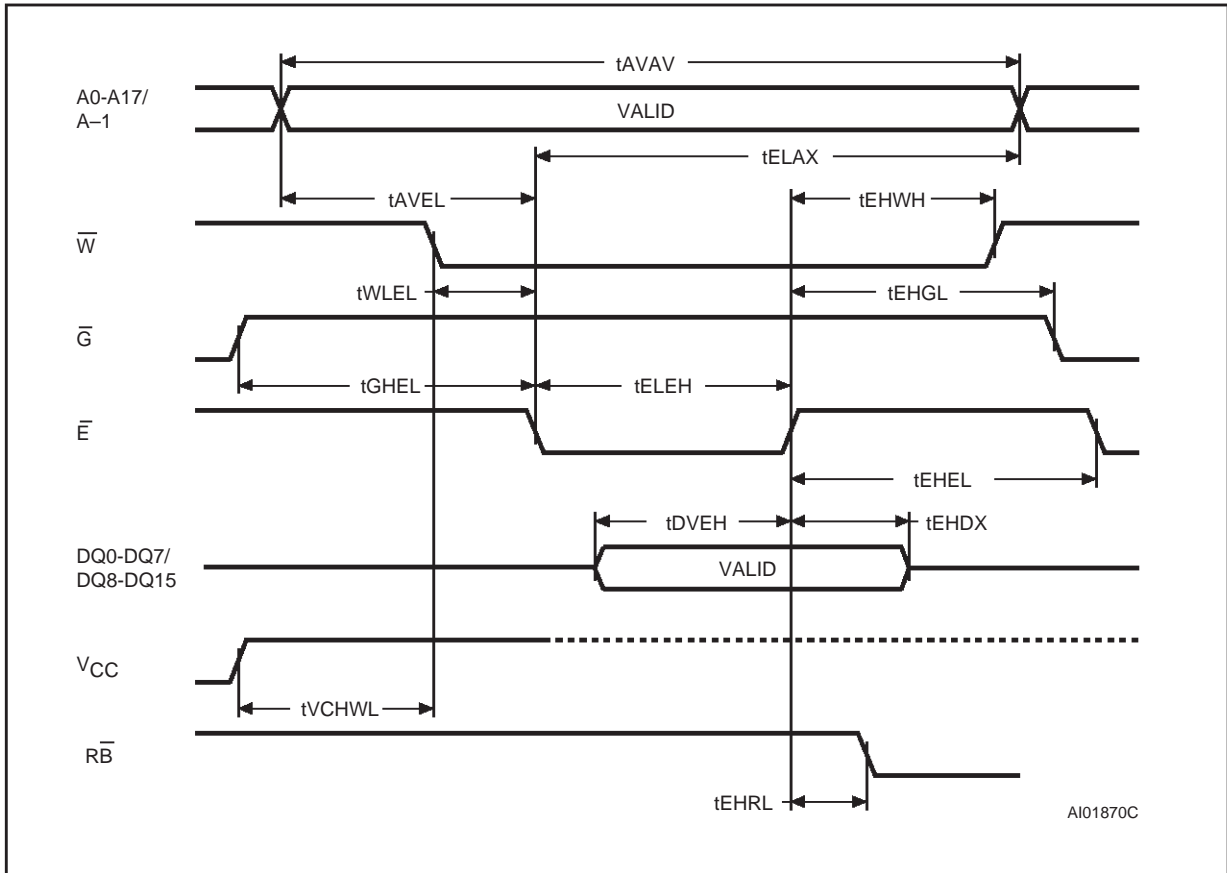 tAVAV
A0-A17/
A–1
VALID
tELAX
tAVEL
tEHWH
W̅
tWLEL
tEHGL
G̅
tGHEL
tELEH
E̅
tEHEL
tDVEH
tEHDX
DQ0-DQ7/
DQ8-DQ15
VALID
VCC
tVCHWL
RB̅
tEHRL
AI01870C